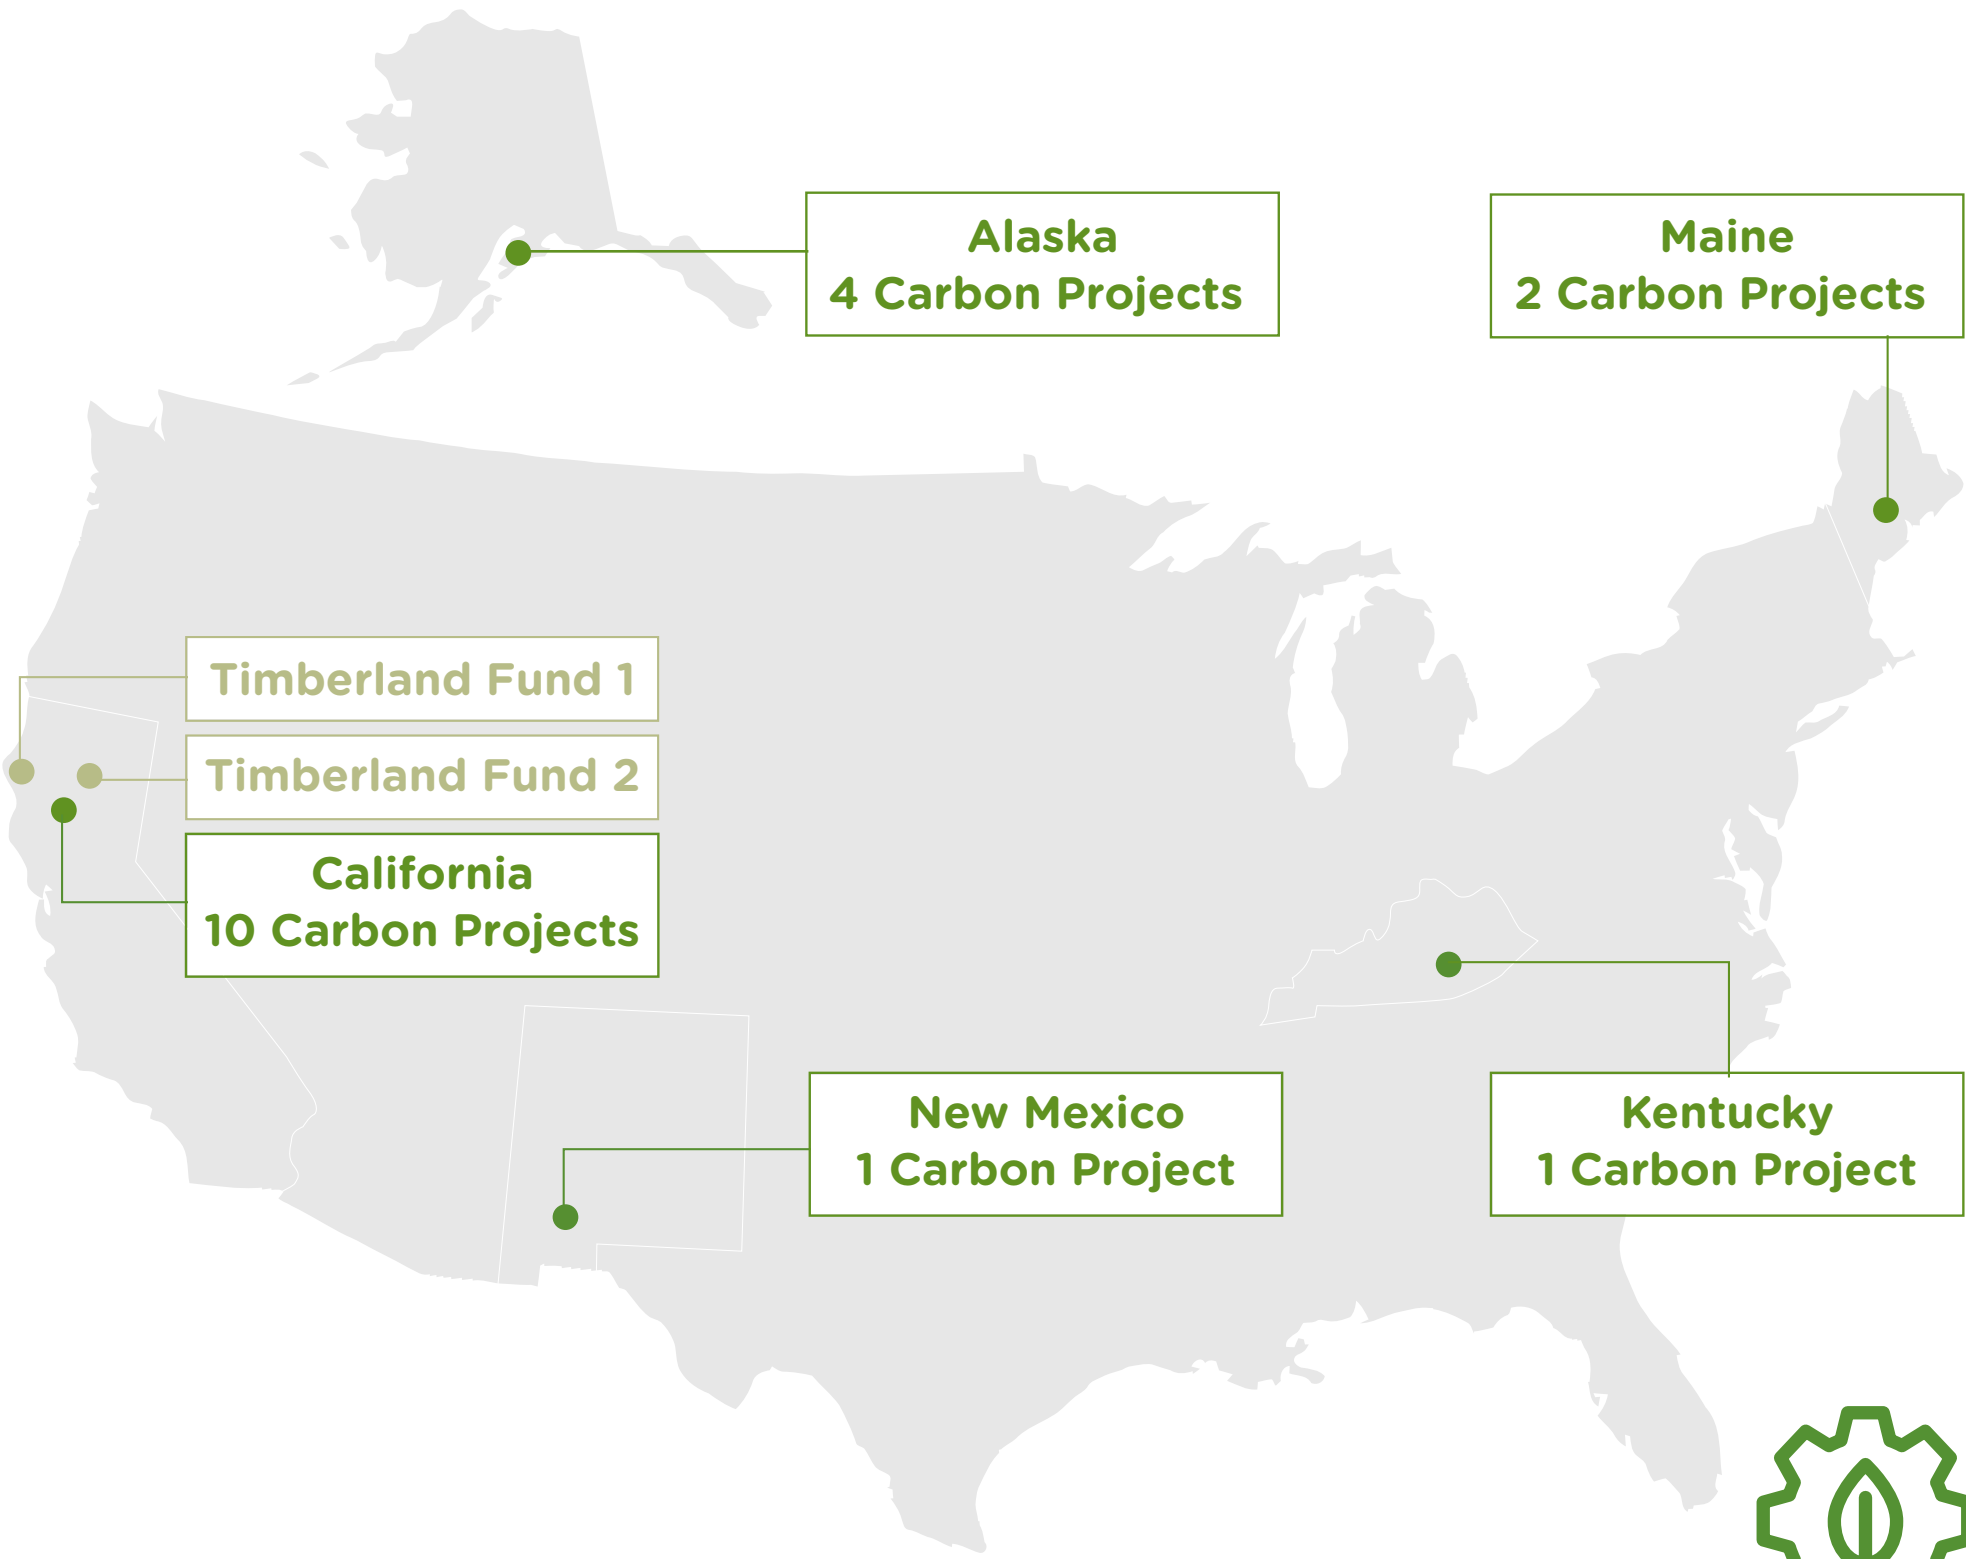 Alaska
4 Carbon Projects
Maine
2 Carbon Projects
Timberland Fund 1
Timberland Fund 2
California
10 Carbon Projects
New Mexico
1 Carbon Project
Kentucky
1 Carbon Project